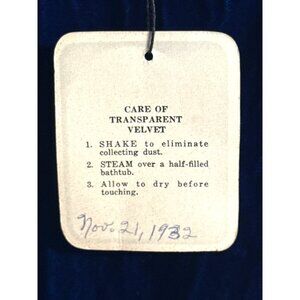 CARE OF
TRANSPARENT
VELVET
1. SHAKE to eliminate
collecting dust.
2. STEAM over a half-filled
bathtub.
3. Allow to dry before
touching.
Nov. 21, 1932